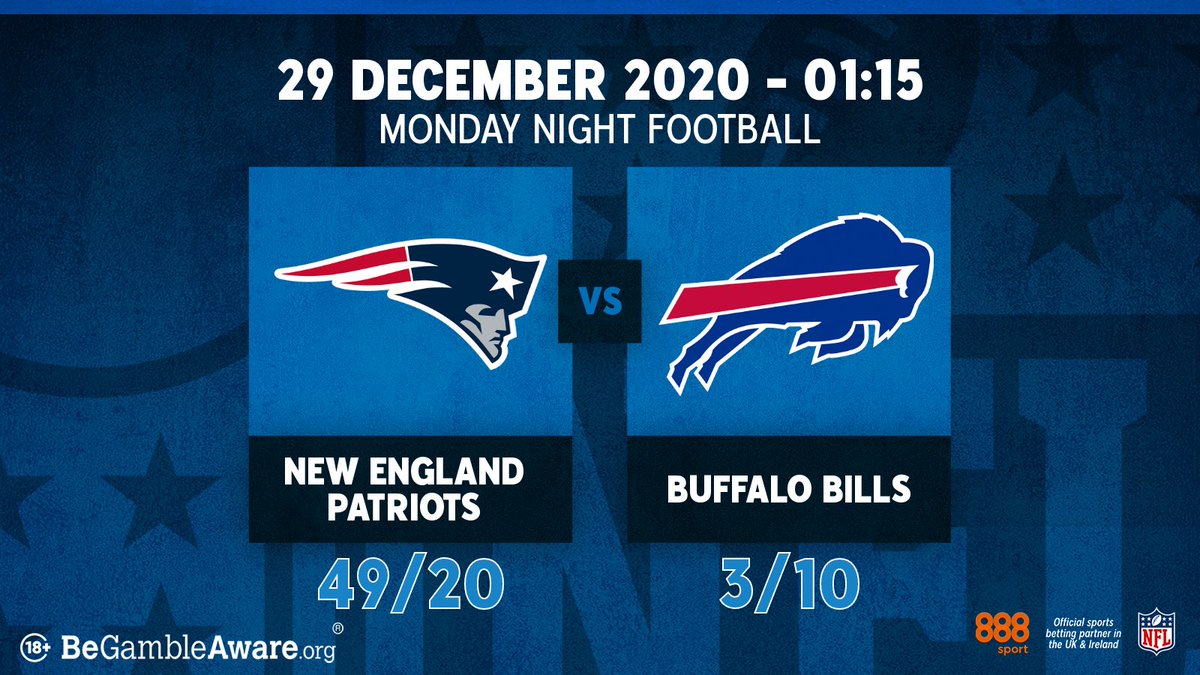 29 DECEMBER 2020 - 01:15
MONDAY NIGHT FOOTBALL
VS
NEW ENGLAND
PATRIOTS
BUFFALO BILLS
49/20
3/10
18+ BeGambleAware.org®
888
sport
Official sports
betting partner in
the UK & Ireland
NFL